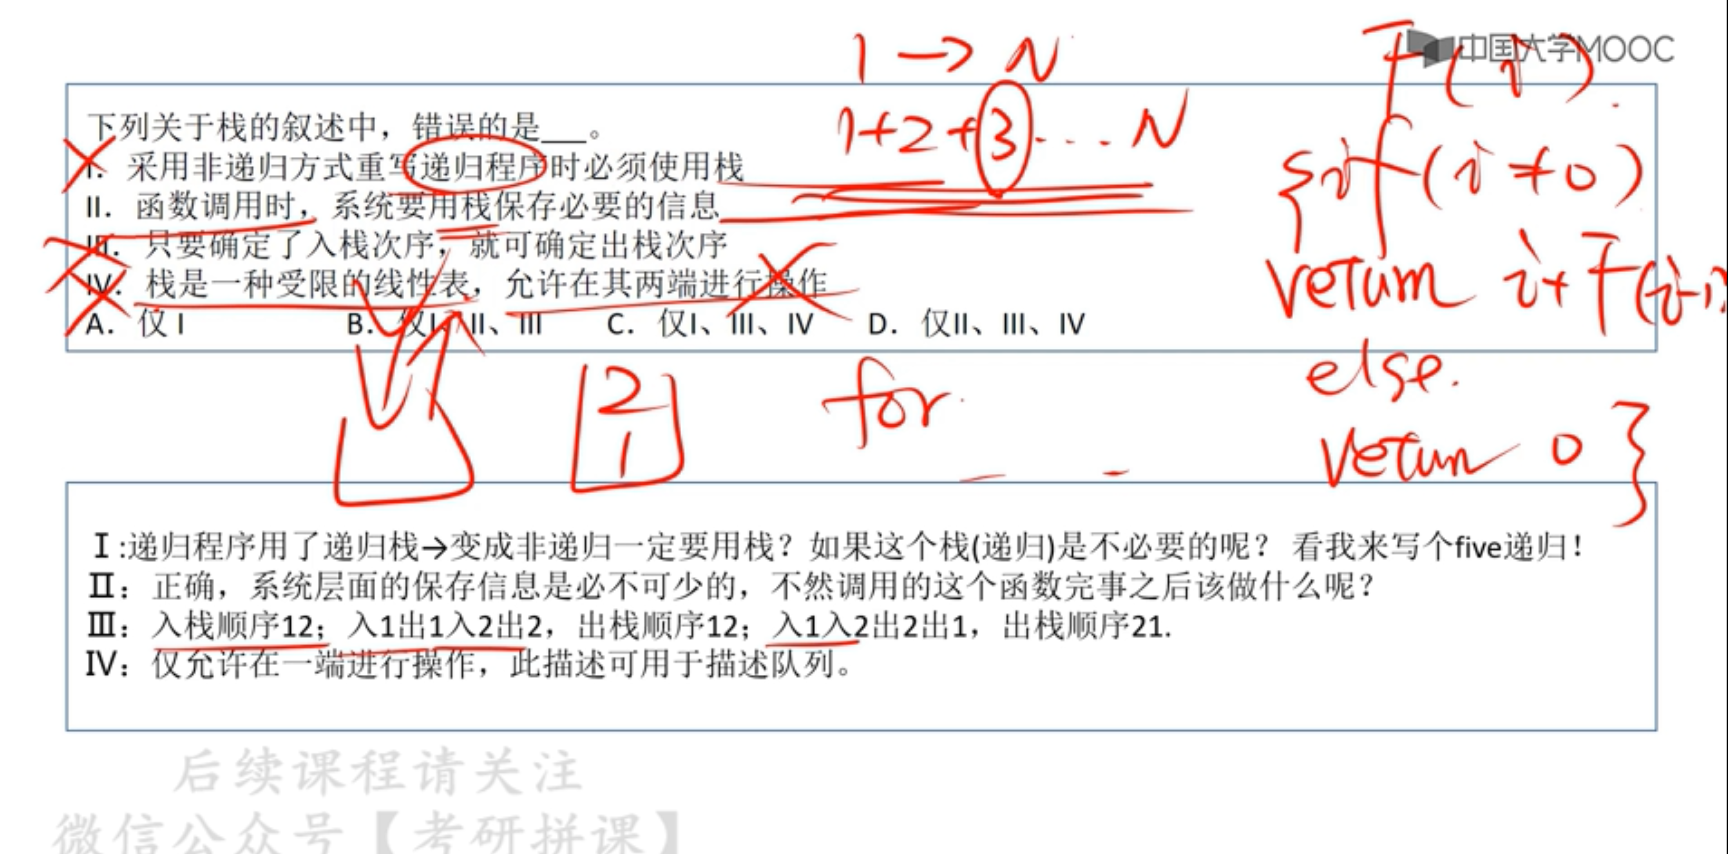 中国大学MOOC
1 → N
1+2+3...N
F(i)
{if(i≠0)
return i+F(i-1)
else
return 0}
for
2
1
下列关于栈的叙述中，错误的是___。
I. 采用非递归方式重写递归程序时必须使用栈
II. 函数调用时，系统要用栈保存必要的信息
III. 只要确定了入栈次序，就可确定出栈次序
IV. 栈是一种受限的线性表，允许在其两端进行操作
A. 仅 I B. 仅I、II、III C. 仅I、III、IV D. 仅II、III、IV
Ⅰ:递归程序用了递归栈→变成非递归一定要用栈？如果这个栈(递归)是不必要的呢？ 看我来写个five递归！
Ⅱ：正确，系统层面的保存信息是必不可少的，不然调用的这个函数完事之后该做什么呢？
Ⅲ：入栈顺序12；入1出1入2出2，出栈顺序12；入1入2出2出1，出栈顺序21.
Ⅳ：仅允许在一端进行操作，此描述可用于描述队列。
后续课程请关注
微信公众号【考研拼课】